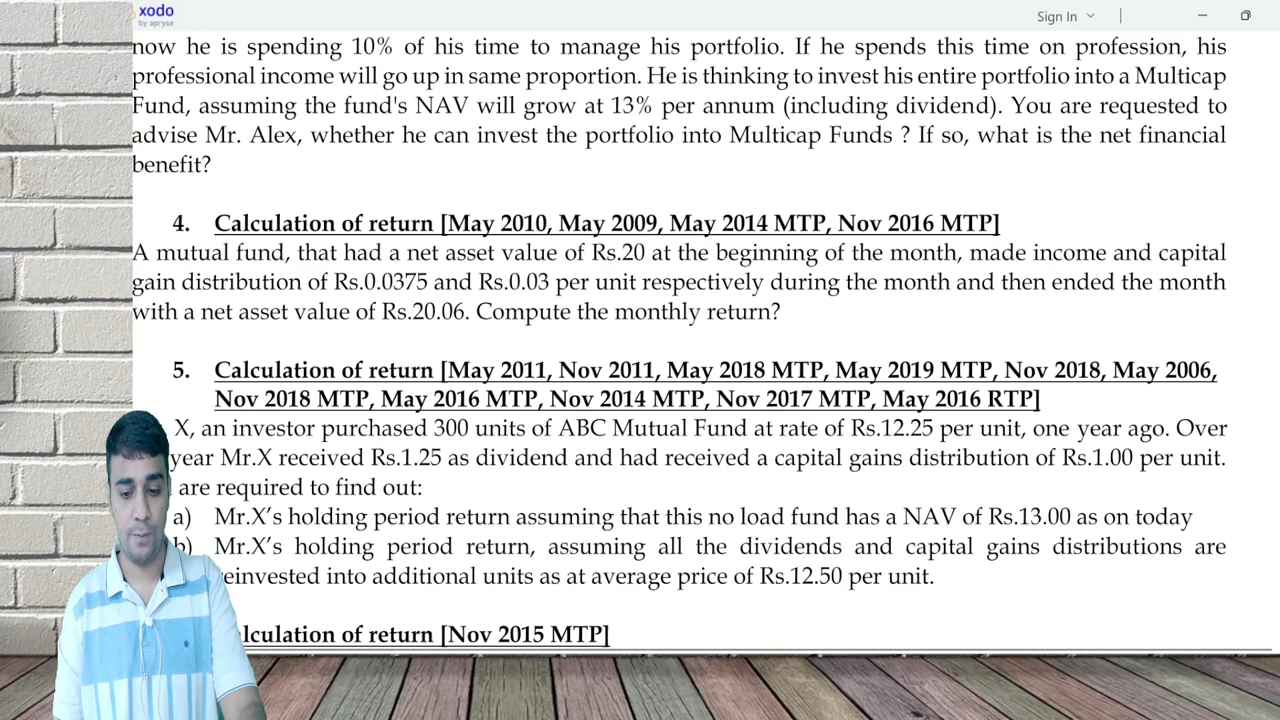 xodo
by apryse
Sign In
now he is spending 10% of his time to manage his portfolio. If he spends this time on profession, his
professional income will go up in same proportion. He is thinking to invest his entire portfolio into a Multicap
Fund, assuming the fund's NAV will grow at 13% per annum (including dividend). You are requested to
advise Mr. Alex, whether he can invest the portfolio into Multicap Funds ? If so, what is the net financial
benefit?
4. Calculation of return [May 2010, May 2009, May 2014 MTP, Nov 2016 MTP]
A mutual fund, that had a net asset value of Rs.20 at the beginning of the month, made income and capital
gain distribution of Rs.0.0375 and Rs.0.03 per unit respectively during the month and then ended the month
with a net asset value of Rs.20.06. Compute the monthly return?
5. Calculation of return [May 2011, Nov 2011, May 2018 MTP, May 2019 MTP, Nov 2018, May 2006,
Nov 2018 MTP, May 2016 MTP, Nov 2014 MTP, Nov 2017 MTP, May 2016 RTP]
X, an investor purchased 300 units of ABC Mutual Fund at rate of Rs.12.25 per unit, one year ago. Over
year Mr.X received Rs.1.25 as dividend and had received a capital gains distribution of Rs.1.00 per unit.
are required to find out:
a) Mr.X’s holding period return assuming that this no load fund has a NAV of Rs.13.00 as on today
b) Mr.X’s holding period return, assuming all the dividends and capital gains distributions are
reinvested into additional units as at average price of Rs.12.50 per unit.
lculation of return [Nov 2015 MTP]